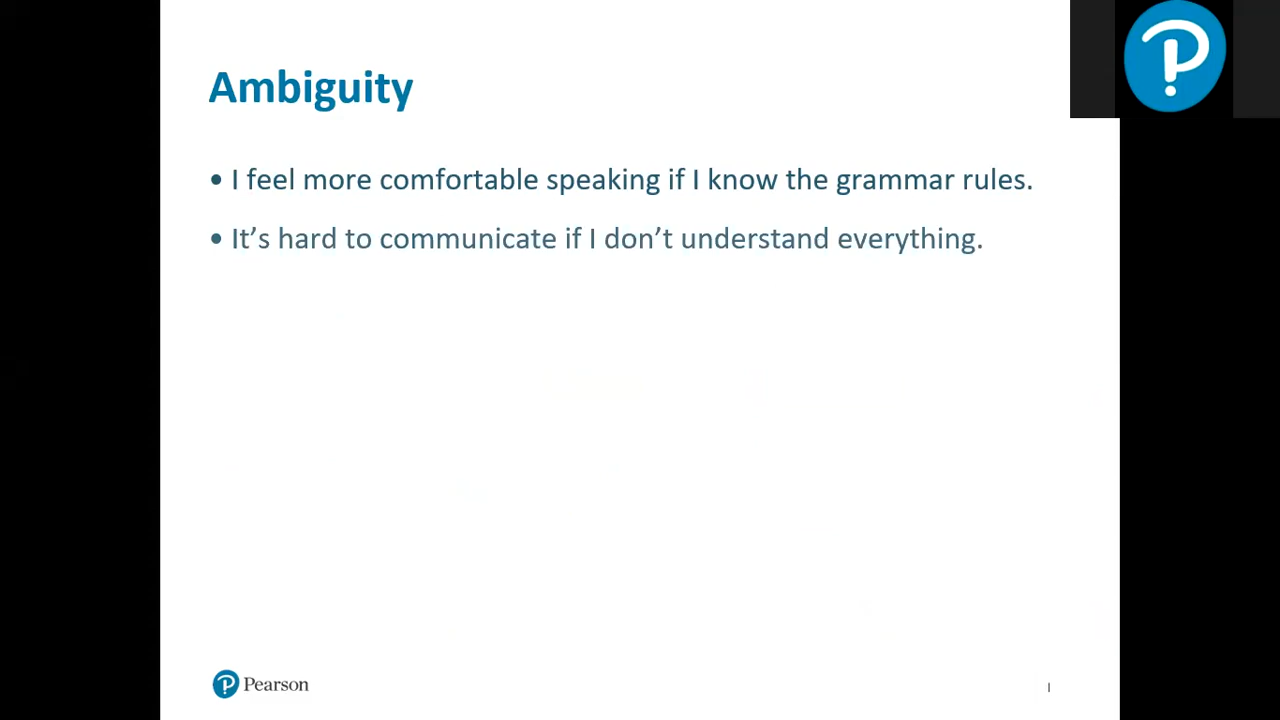 Ambiguity
• I feel more comfortable speaking if I know the grammar rules.
• It’s hard to communicate if I don’t understand everything.
Pearson